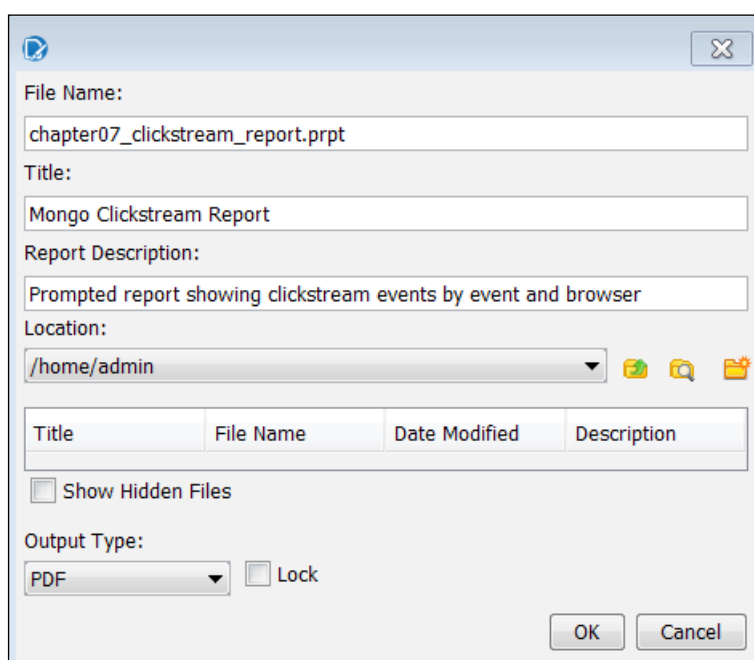 File Name:
chapter07_clickstream_report.prpt
Title:
Mongo Clickstream Report
Report Description:
Prompted report showing clickstream events by event and browser
Location:
/home/admin
Title File Name Date Modified Description
Show Hidden Files
Output Type:
PDF Lock
OK Cancel